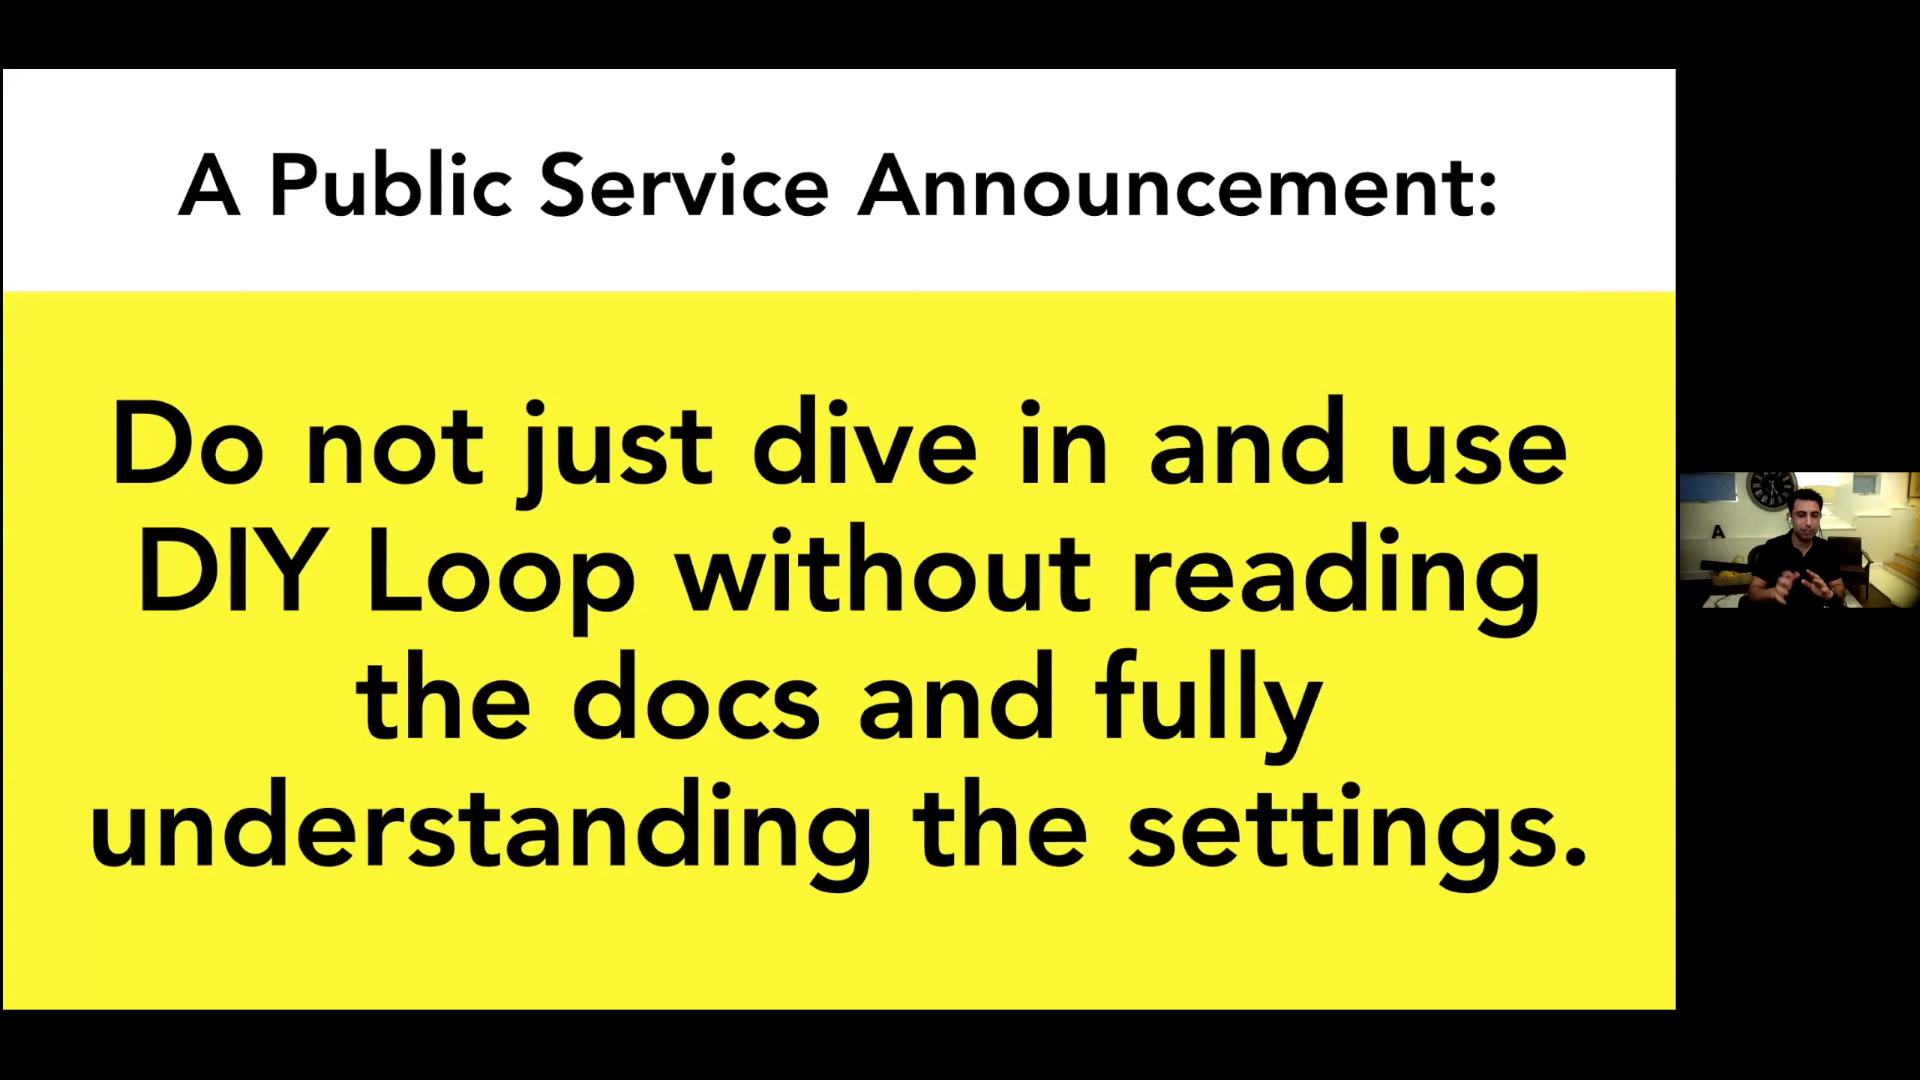 A Public Service Announcement:
Do not just dive in and use
DIY Loop without reading
the docs and fully
understanding the settings.
A